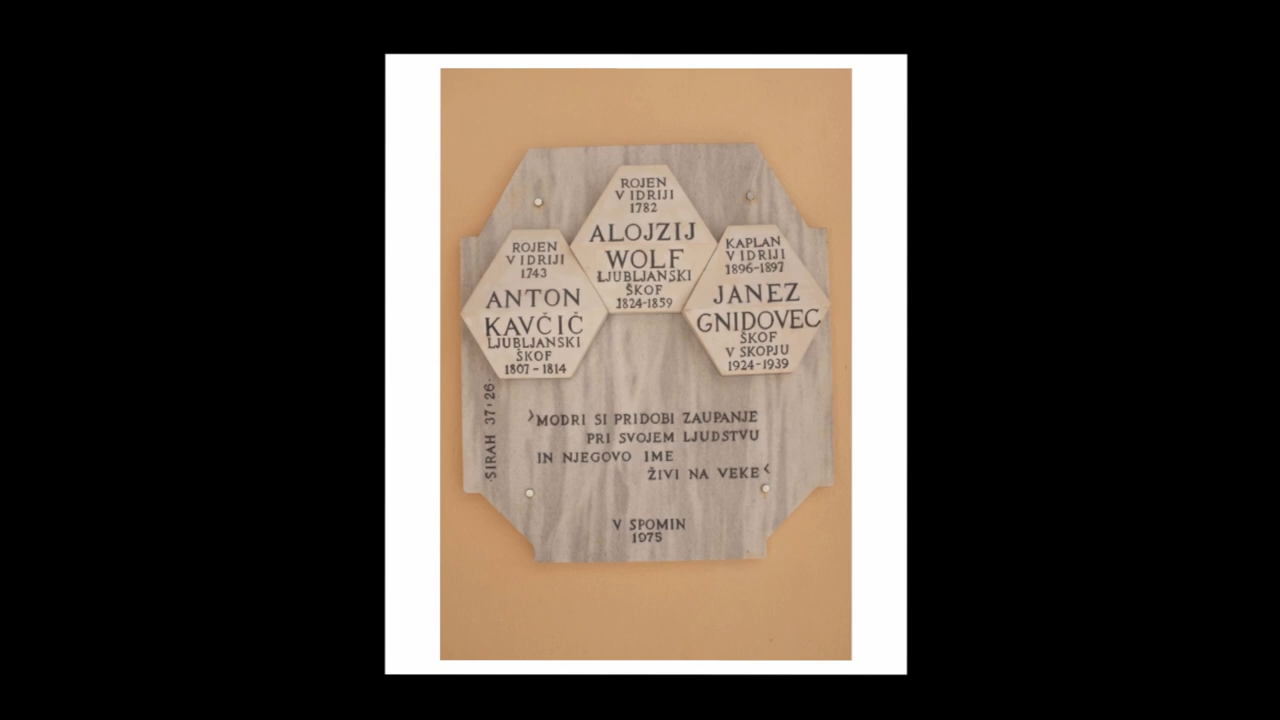 ROJEN
V IDRIJI
1743
ANTON
KAVČIČ
LJUBLJANSKI
ŠKOF
1807-1814
ROJEN
V IDRIJI
1782
ALOJZIJ
WOLF
LJUBLJANSKI
ŠKOF
1824-1859
KAPLAN
V IDRIJI
1896-1897
JANEZ
GNIDOVEC
ŠKOF
V SKOPJU
1924-1939
·SIRAH 37:26·
›MODRI SI PRIDOBI ZAUPANJE
PRI SVOJEM LJUDSTVU
IN NJEGOVO IME
ŽIVI NA VEKE‹
V SPOMIN
1975